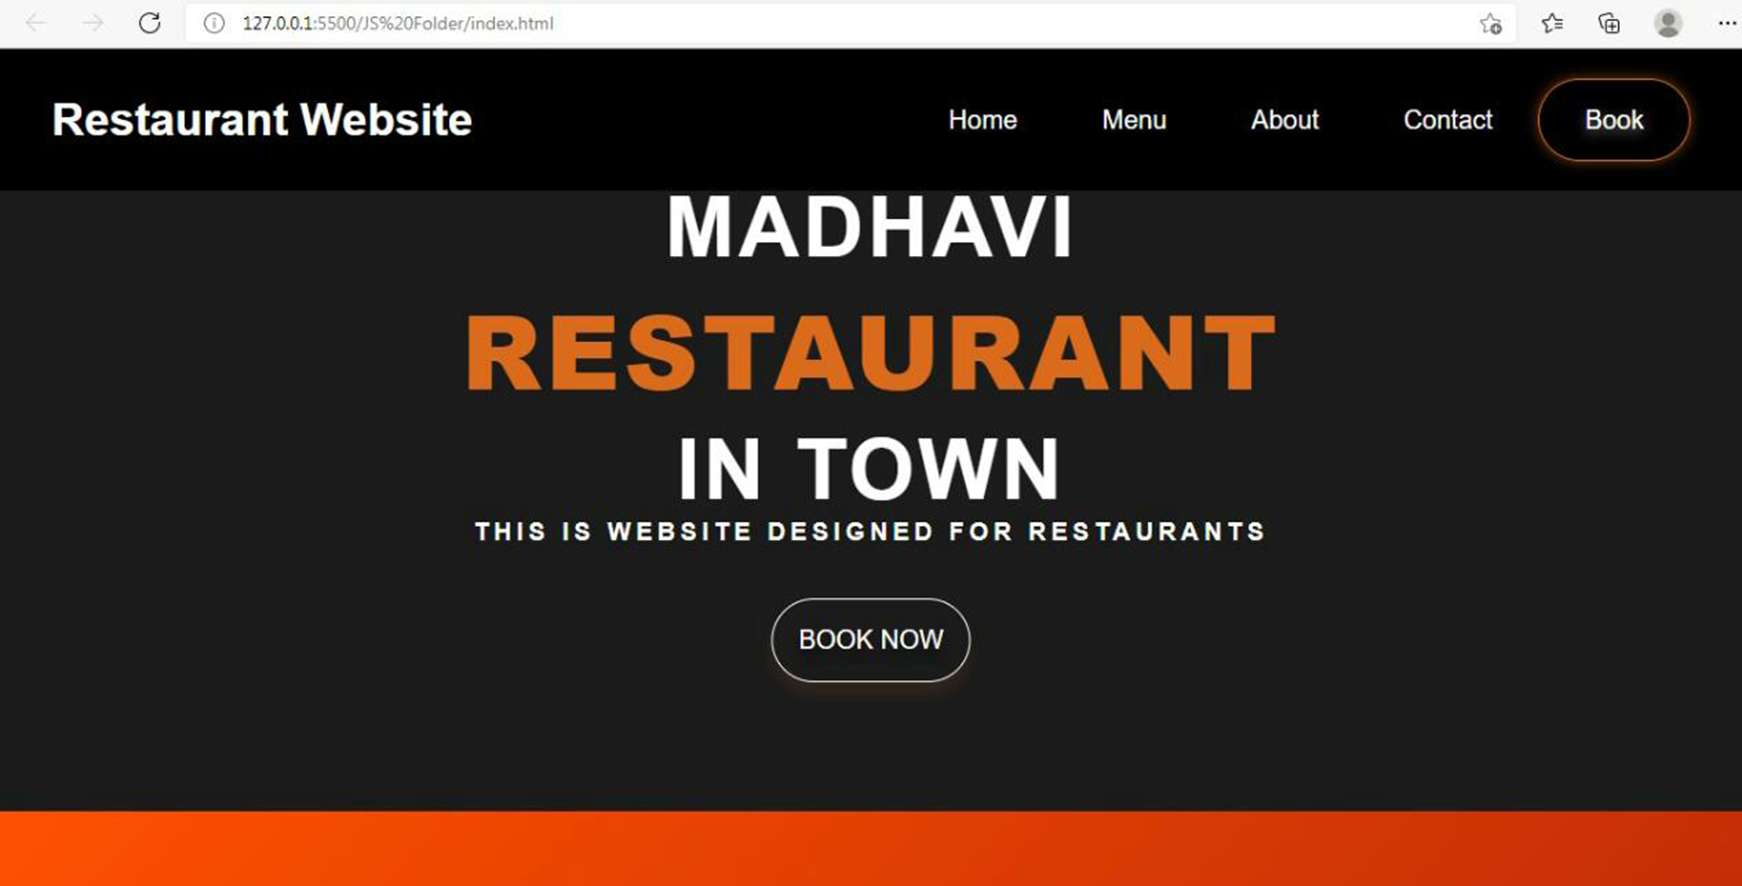 127.0.0.1:5500/JS%20Folder/index.html
Restaurant Website Home Menu About Contact Book
MADHAVI
RESTAURANT
IN TOWN
THIS IS WEBSITE DESIGNED FOR RESTAURANTS
BOOK NOW